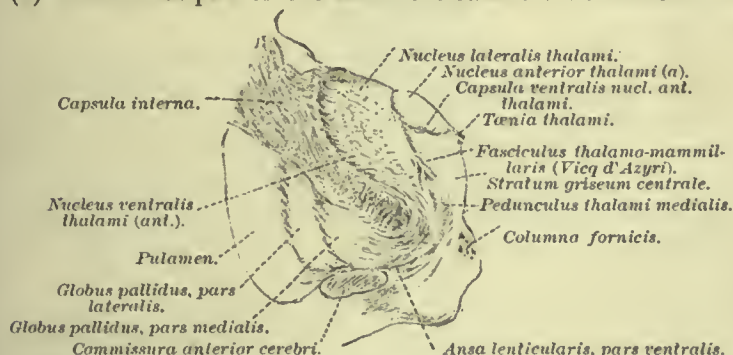 Nucleus lateralis thalami.
Nucleus anterior thalami (a).
Capsula ventralis nucl. ant.
thalami.
Tænia thalami.
Fasciculus thalamo-mammil-
laris (Vicq d'Azyri).
Stratum griseum centrale.
Pedunculus thalami medialis.
Columna fornicis.
Capsula interna.
Nucleus ventralis
thalami (ant.).
Pulamen.
Globus pallidus, pars
lateralis.
Globus pallidus, pars medialis.
Commissura anterior cerebri.
Ansa lenticularis, pars ventralis.